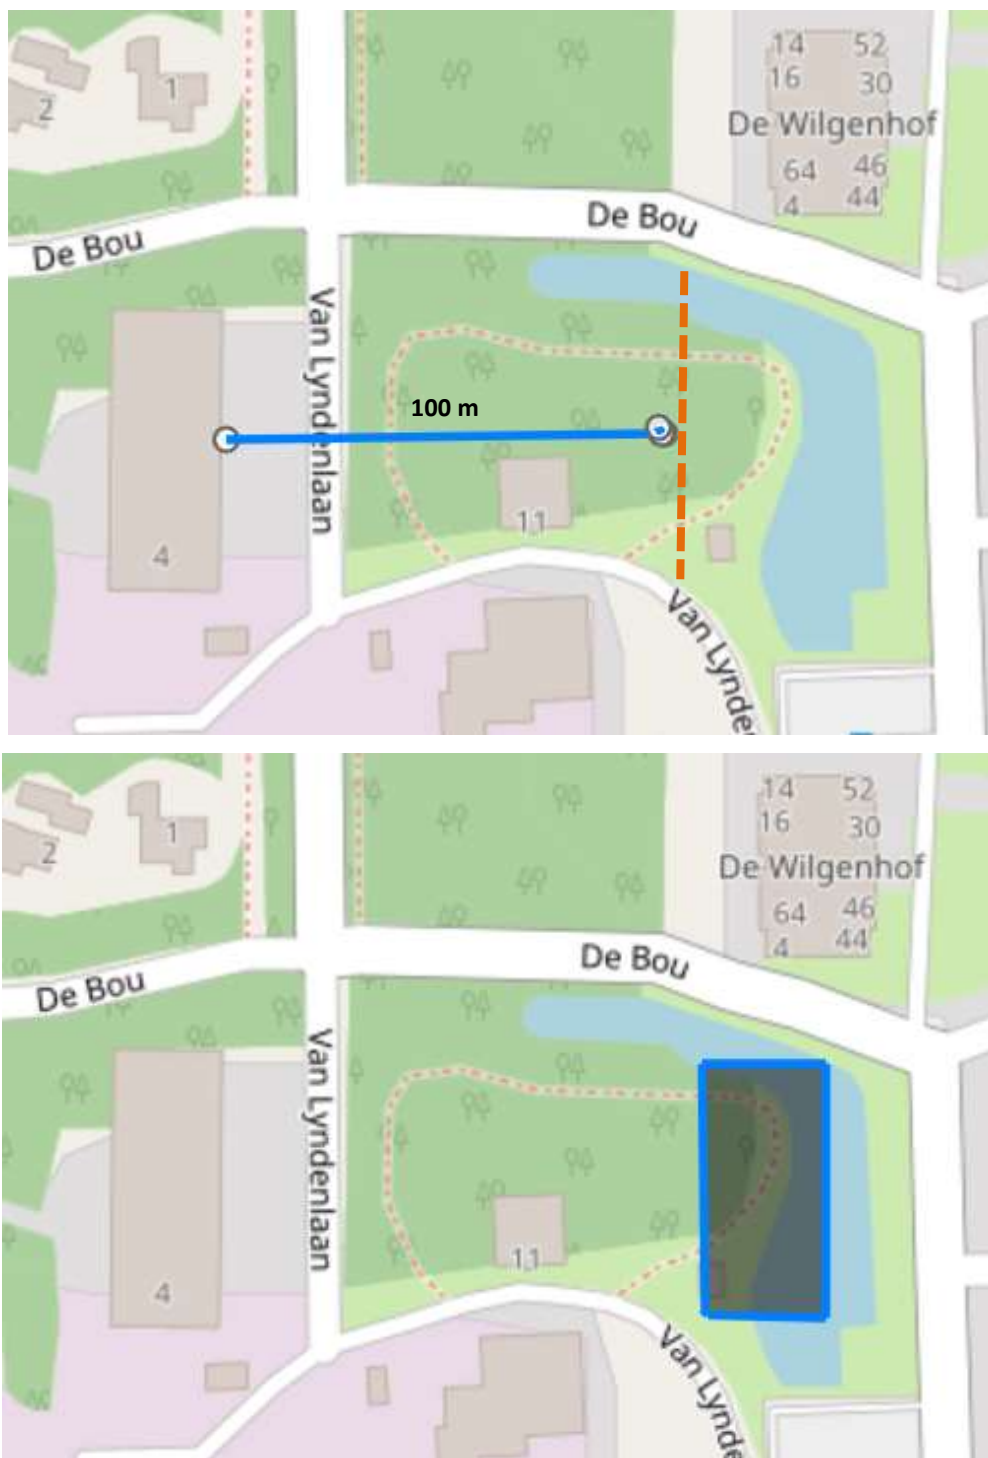 14 52
16 30
1
2
De Wilgenhof
64 46
4 44
De Bou
De Bou
Van Lyndenlaan
100 m
11
4
Van Lynde
14 52
16 30
1
2
De Wilgenhof
64 46
4 44
De Bou
De Bou
Van Lyndenlaan
11
4
Van Lynde